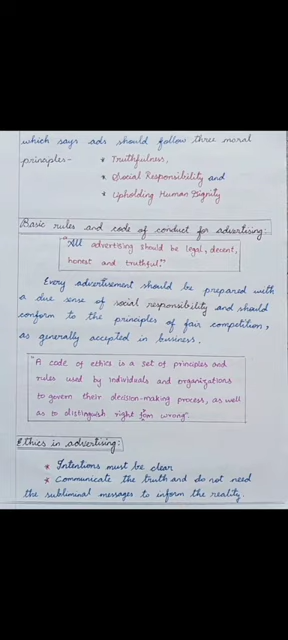 which says ads should follow three moral
prinaples-
* Truthfulness,
* Social Responsibility and
* Upholding Human Dignity
Basic rules and code of conduct for advertising:
"All advertising should be legal, decent,
honest and truthful."
Every advertisement should be prepared with
a due sense of social responsibility and should
conform to the principles of fair competition,
as generally accepted in business.
"A code of ethics is a set of principles and
rules used by individuals and organizations
to govern their decision-making process, as well
as to distinguish right from wrong"
Ethics in advertising:
* Intentions must be clear
* Communicate the truth and do not need
the subliminal messages to inform the reality.